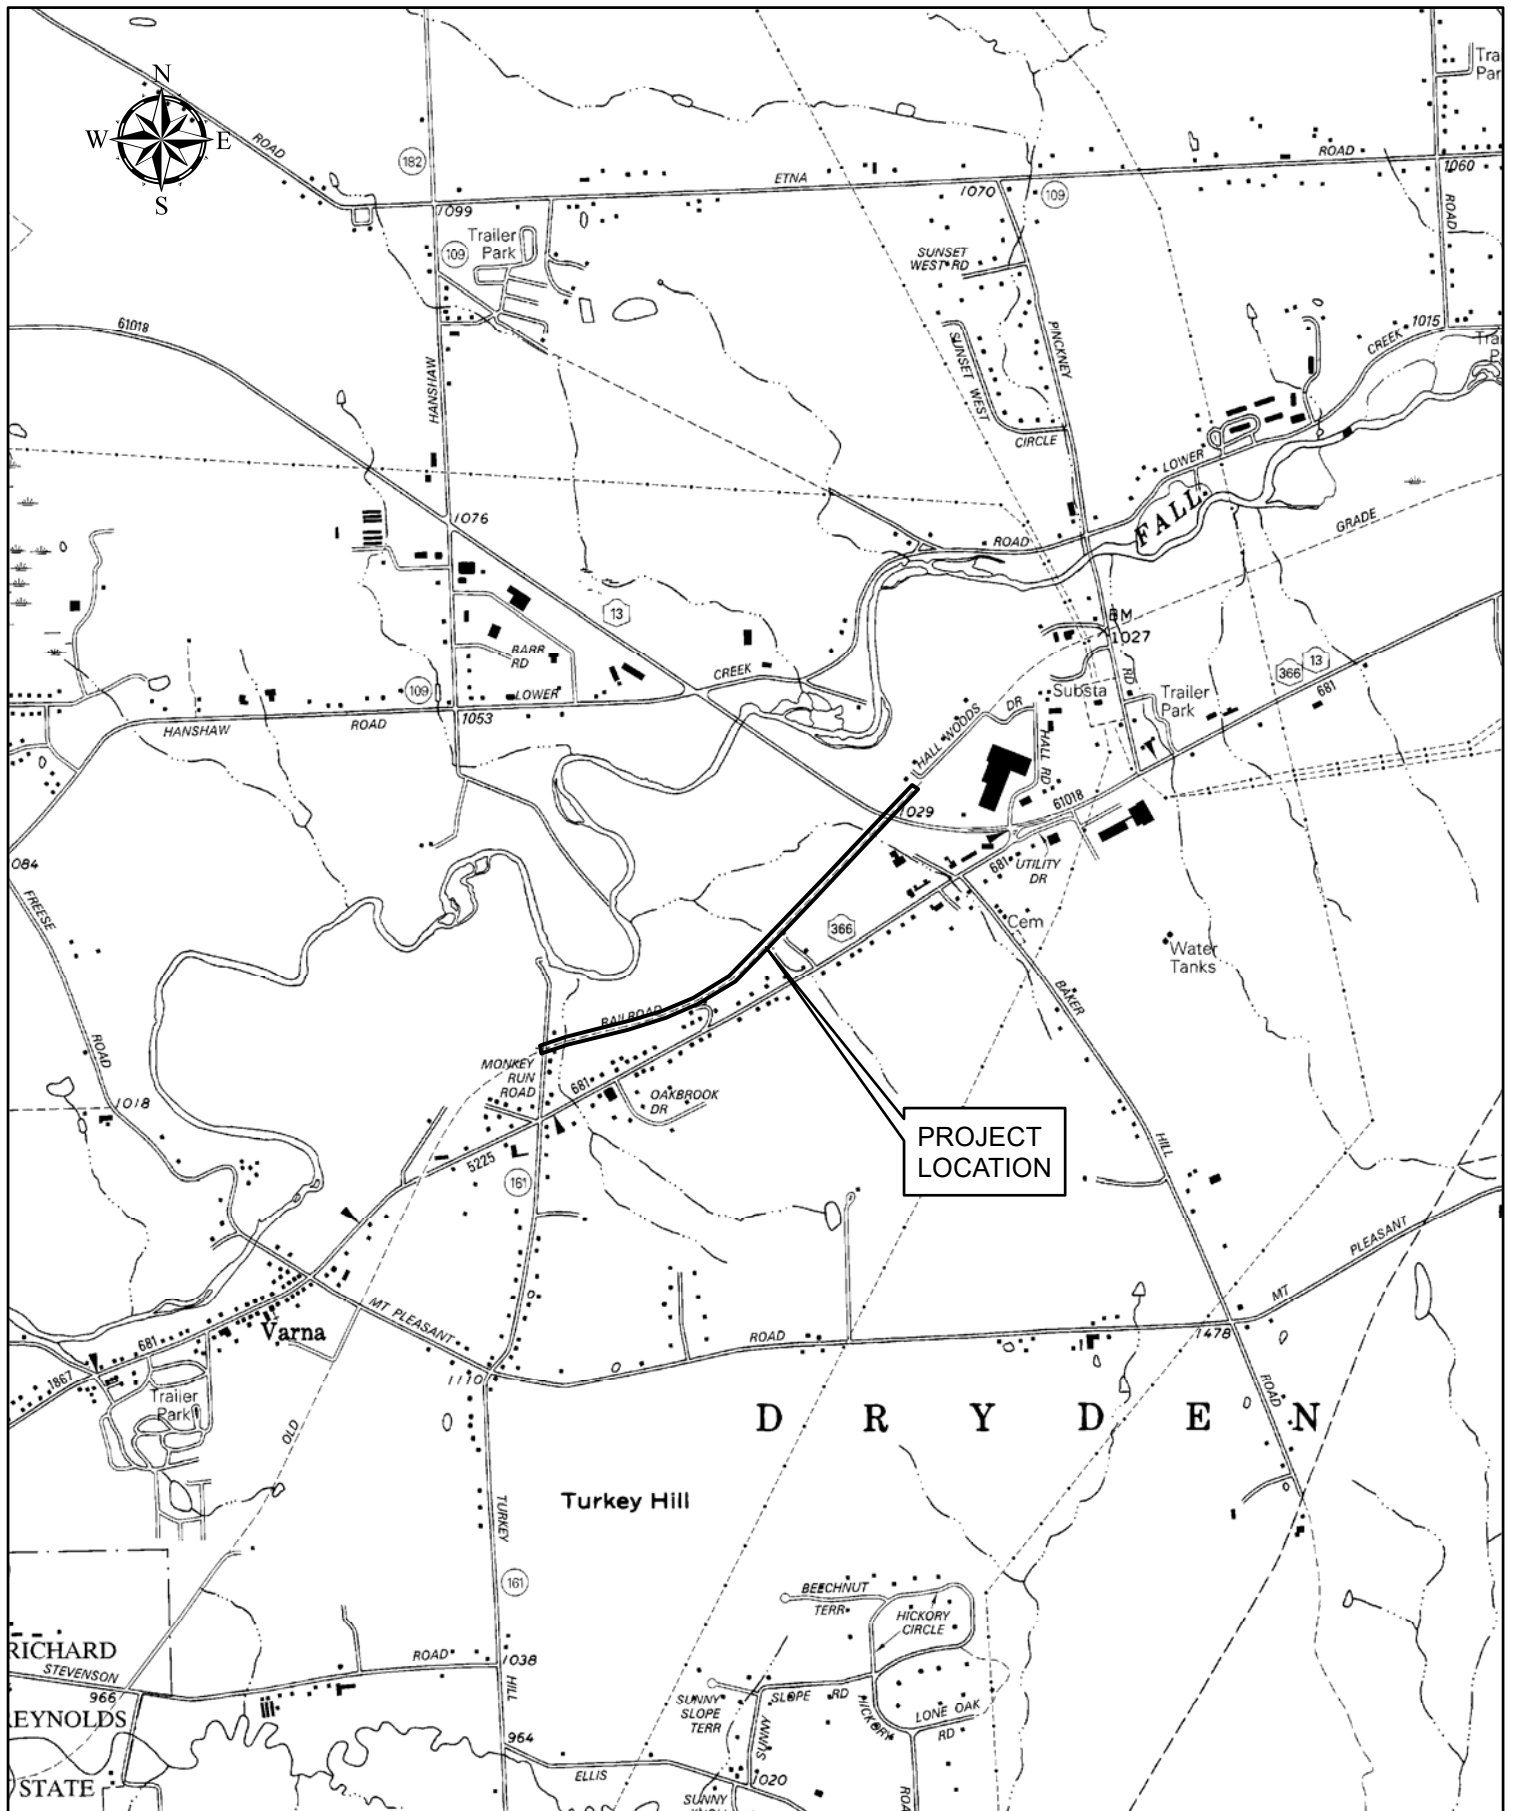 N
W
E
S
ROAD
182
1099
Trailer
Park
109
ETNA
1070
109
ROAD
1060
ROAD
SUNSET
WEST RD
SUNSET
WEST
CIRCLE
PINCKNEY
61018
HANSHAW
1015
CREEK
LOWER
FALL
GRADE
1076
ROAD
13
BARR
RD
LOWER
CREEK
109
1053
HANSHAW
ROAD
BM
1027
Substa
RD
Trailer
Park
366
13
681
HALL WOODS
DR
HALL RD
61018
1029
681
UTILITY
DR
084
FREESE
ROAD
366
Cem
Water
Tanks
BAKER
HILL
RAILROAD
MONKEY
RUN
ROAD
681
OAKBROOK
DR
PROJECT
LOCATION
1018
5225
161
MT PLEASANT
Varna
681
1867
Trailer
Park
OLD
1110
ROAD
1478
MT
PLEASANT
ROAD
D R Y D E N
Turkey Hill
TURKEY
161
HILL
BEECHNUT
TERR
HICKORY
CIRCLE
RICHARD
STEVENSON
966
ROAD
1038
SUNNY
SLOPE
TERR
SLOPE RD
HICKORY
LONE OAK
RD
SUNNY
964
ELLIS
1020
SUNNY
STATE